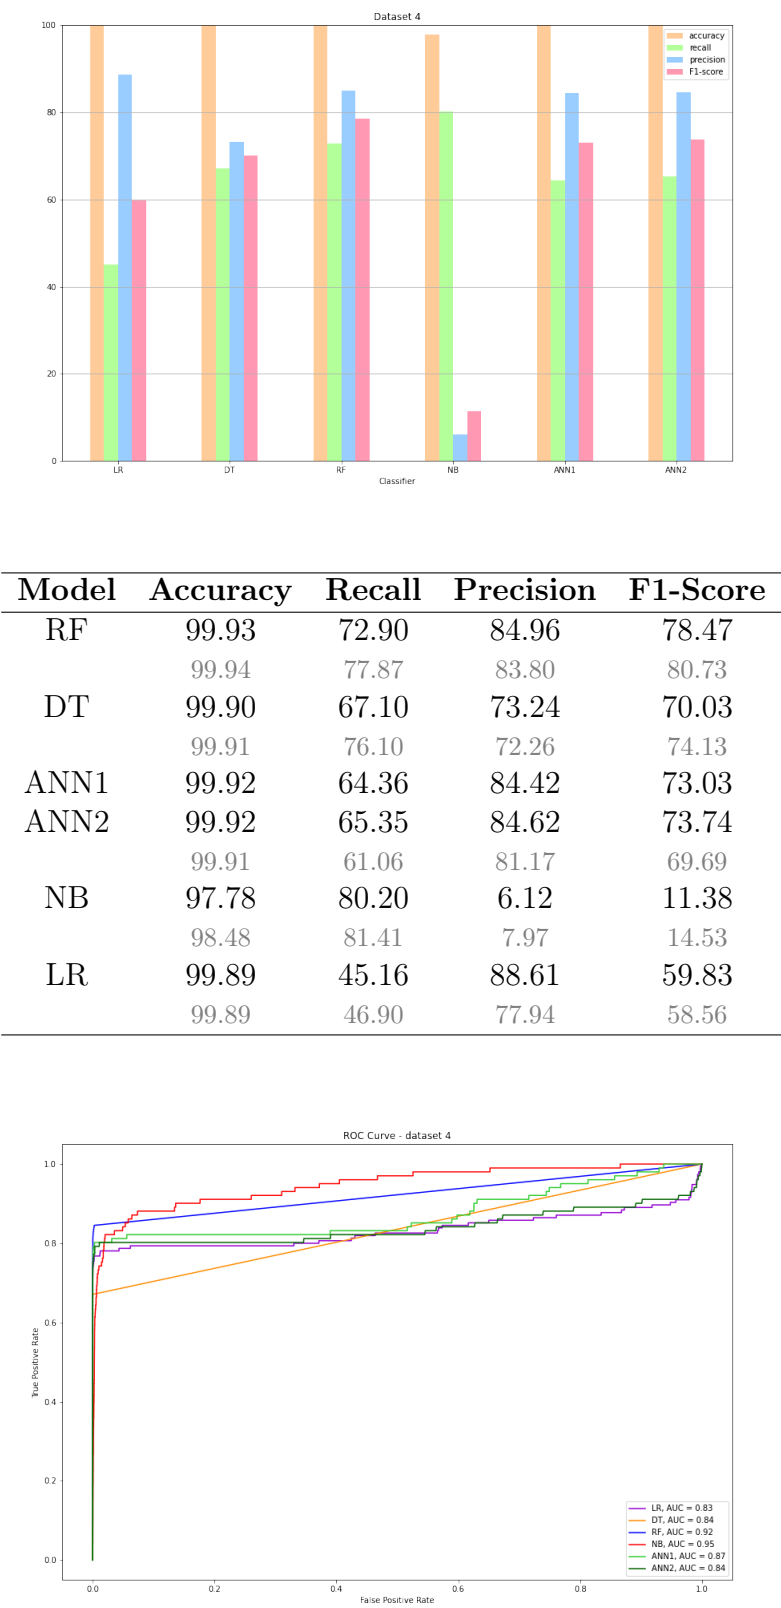 Dataset 4
100
80
60
40
20
0
accuracy
recall
precision
F1-score
LR DT RF NB ANN1 ANN2
Classifier
Model Accuracy Recall Precision F1-Score
RF 99.93 72.90 84.96 78.47
99.94 77.87 83.80 80.73
DT 99.90 67.10 73.24 70.03
99.91 76.10 72.26 74.13
ANN1 99.92 64.36 84.42 73.03
ANN2 99.92 65.35 84.62 73.74
99.91 61.06 81.17 69.69
NB 97.78 80.20 6.12 11.38
98.48 81.41 7.97 14.53
LR 99.89 45.16 88.61 59.83
99.89 46.90 77.94 58.56
ROC Curve - dataset 4
True Positive Rate
1.0
0.8
0.6
0.4
0.2
0.0
LR, AUC = 0.83
DT, AUC = 0.84
RF, AUC = 0.92
NB, AUC = 0.95
ANN1, AUC = 0.87
ANN2, AUC = 0.84
0.0 0.2 0.4 0.6 0.8 1.0
False Positive Rate